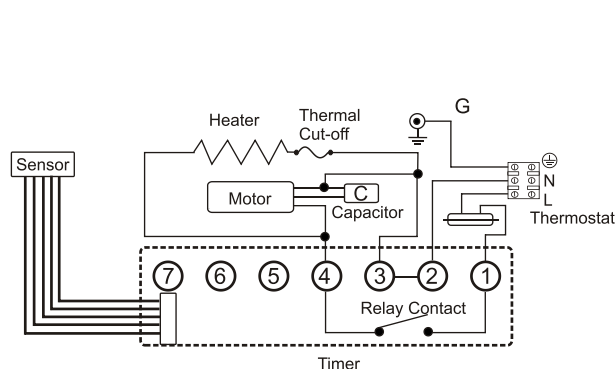 G
Heater
Thermal
Cut-off
Sensor
N
L
Motor
C
Capacitor
Thermostat
7 6 5 4 3 2 1
Relay Contact
Timer